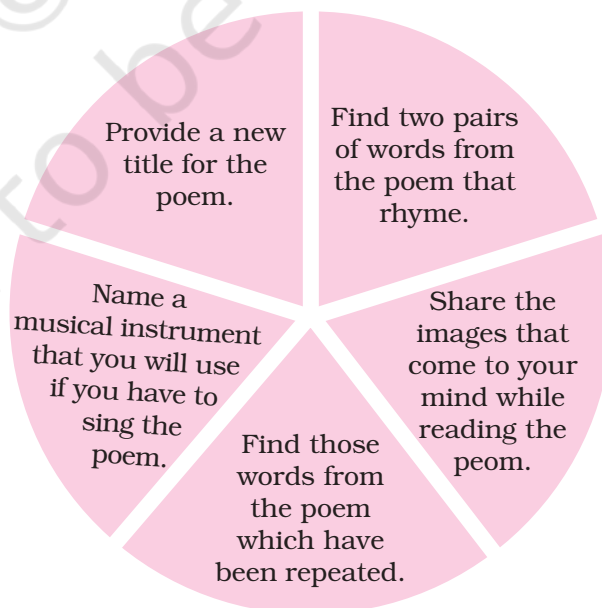 © to be
Provide a new
title for the
poem.
Find two pairs
of words from
the poem that
rhyme.
Share the
images that
come to your
mind while
reading the
peom.
Find those
words from
the poem
which have
been repeated.
Name a
musical instrument
that you will use
if you have to
sing the
poem.